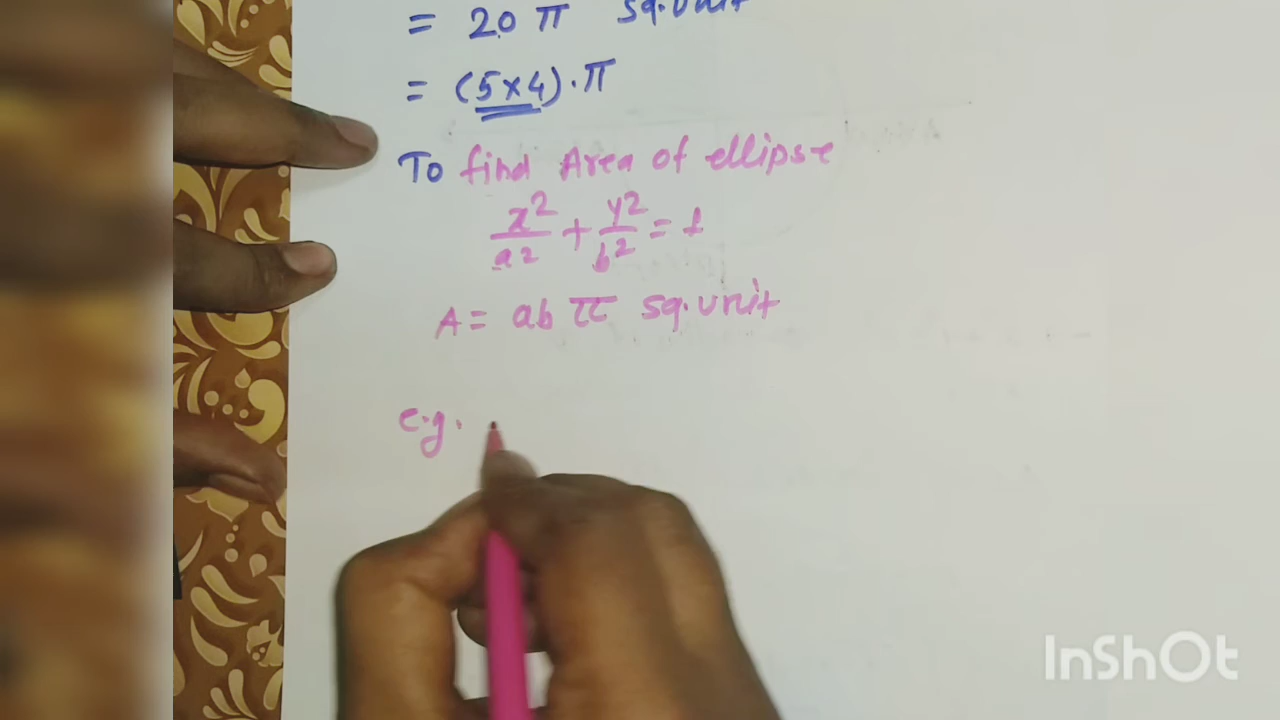 = 20 π sq.unit
= (5×4).π
To find Area of ellipse
x²/a² + y²/b² = 1
A = ab π sq.unit
e.g.
InShOt